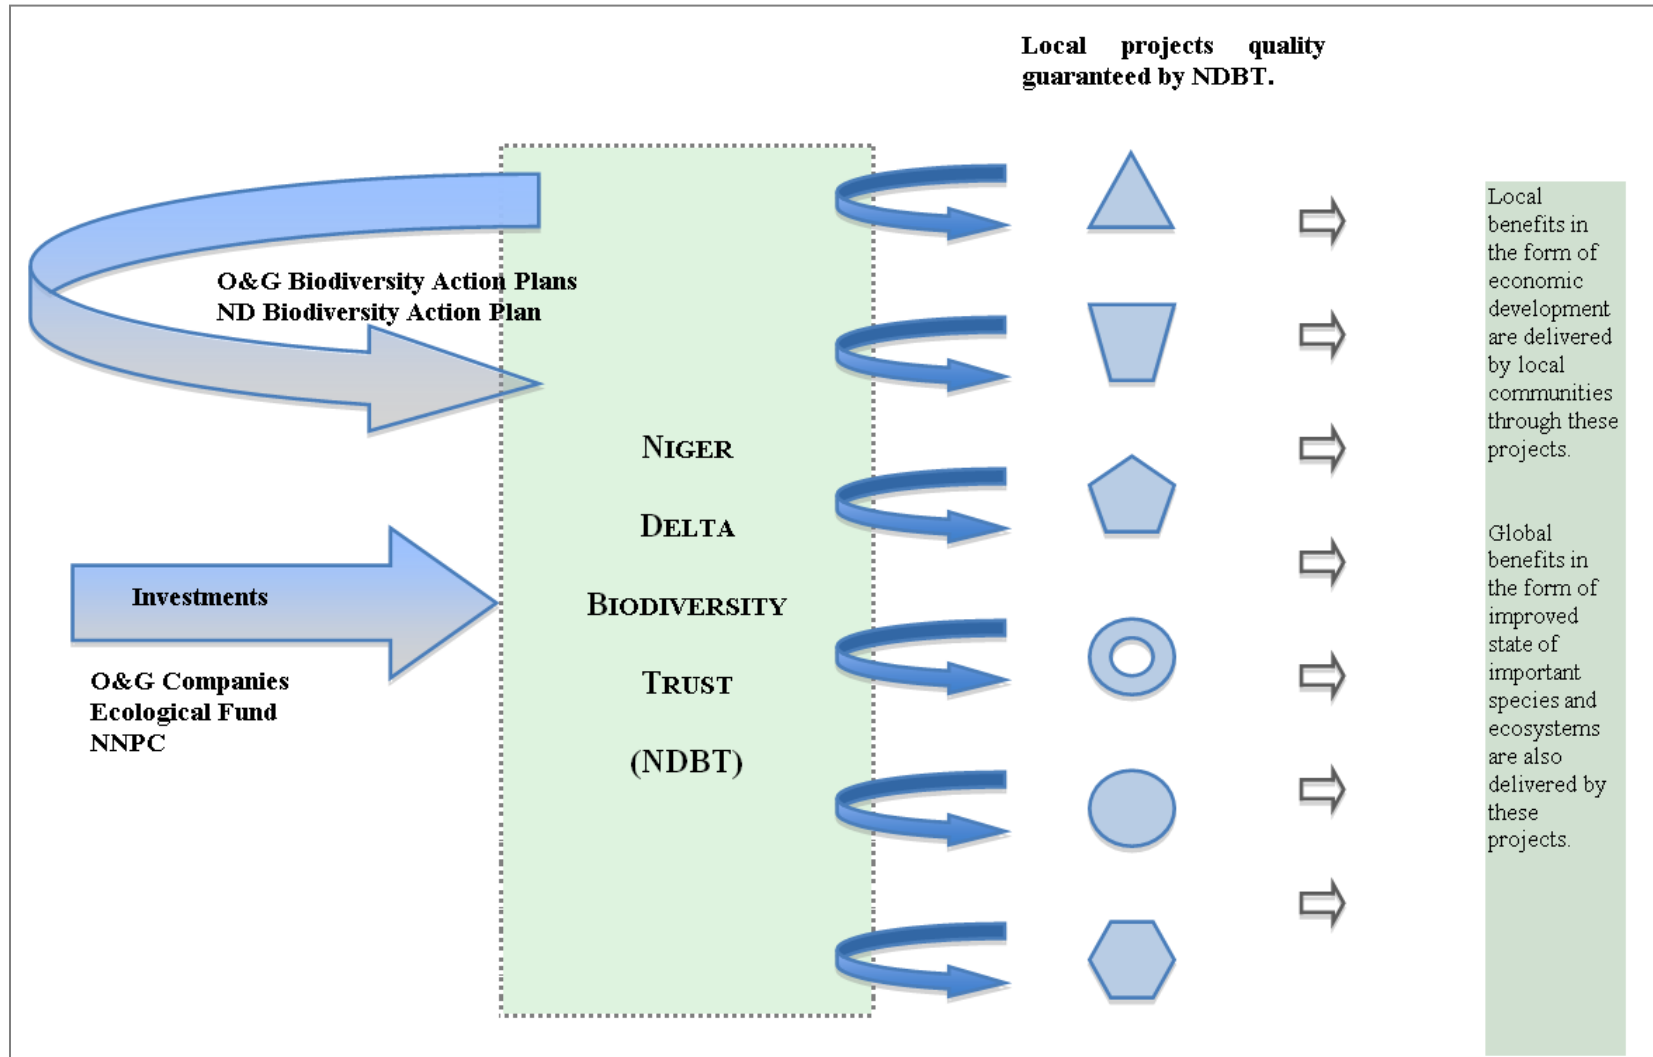 Local projects quality
guaranteed by NDBT.
O&G Biodiversity Action Plans
ND Biodiversity Action Plan
Investments
O&G Companies
Ecological Fund
NNPC
NIGER
DELTA
BIODIVERSITY
TRUST
(NDBT)
Local
benefits in
the form of
economic
development
are delivered
by local
communities
through these
projects.
Global
benefits in
the form of
improved
state of
important
species and
ecosystems
are also
delivered by
these
projects.